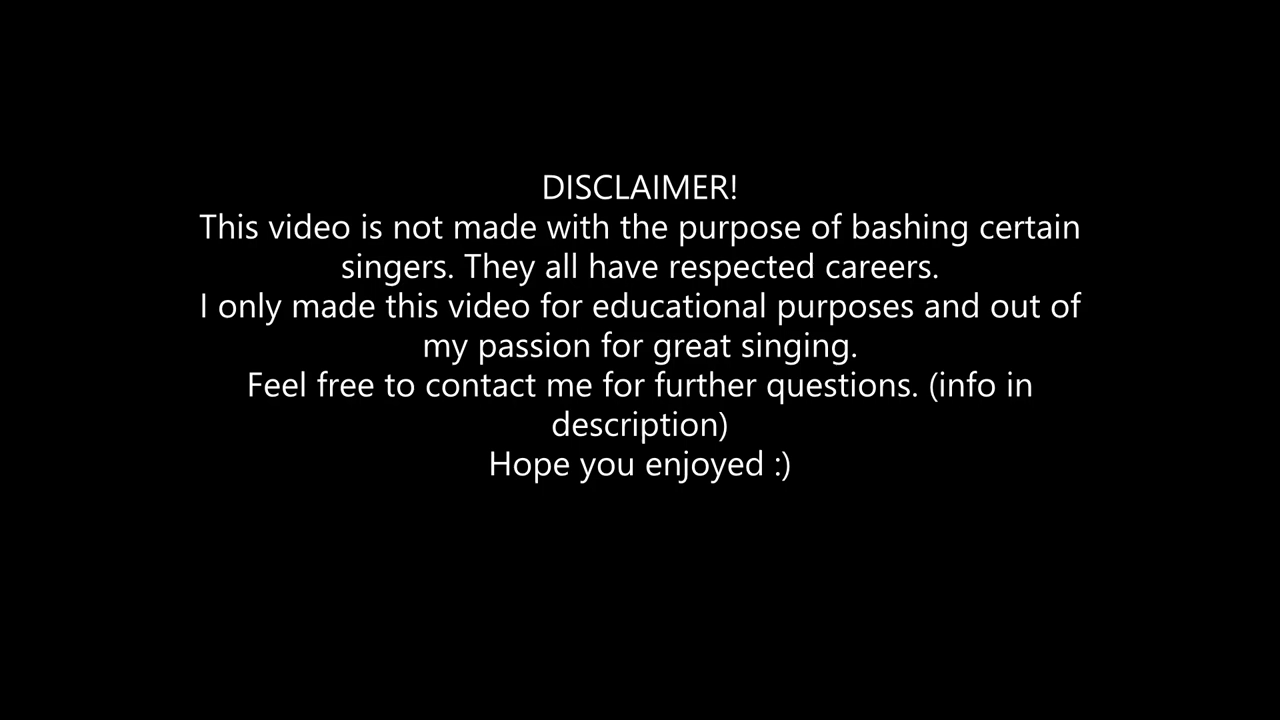 DISCLAIMER!
This video is not made with the purpose of bashing certain
singers. They all have respected careers.
I only made this video for educational purposes and out of
my passion for great singing.
Feel free to contact me for further questions. (info in
description)
Hope you enjoyed :)